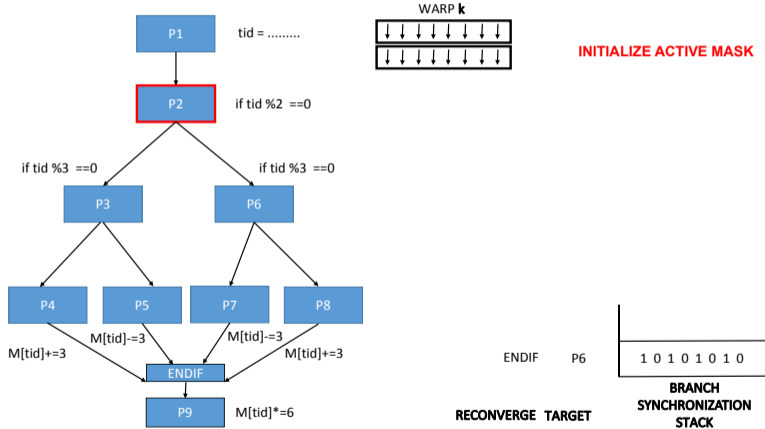 WARP k
P1
tid = .........
INITIALIZE ACTIVE MASK
P2
if tid %2 ==0
if tid %3 ==0
if tid %3 ==0
P3
P6
P4
P5
P7
P8
M[tid]-=3
M[tid]-=3
M[tid]+=3
M[tid]+=3
ENDIF
ENDIF P6
1 0 1 0 1 0 1 0
P9
M[tid]*=6
RECONVERGE TARGET
BRANCH
SYNCHRONIZATION
STACK